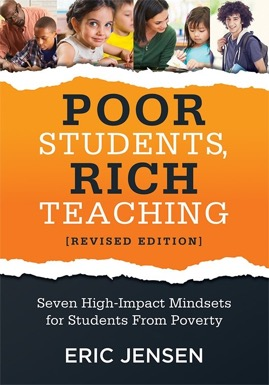 POOR
STUDENTS,
RICH
TEACHING
[REVISED EDITION]
Seven High-Impact Mindsets
for Students From Poverty
ERIC JENSEN